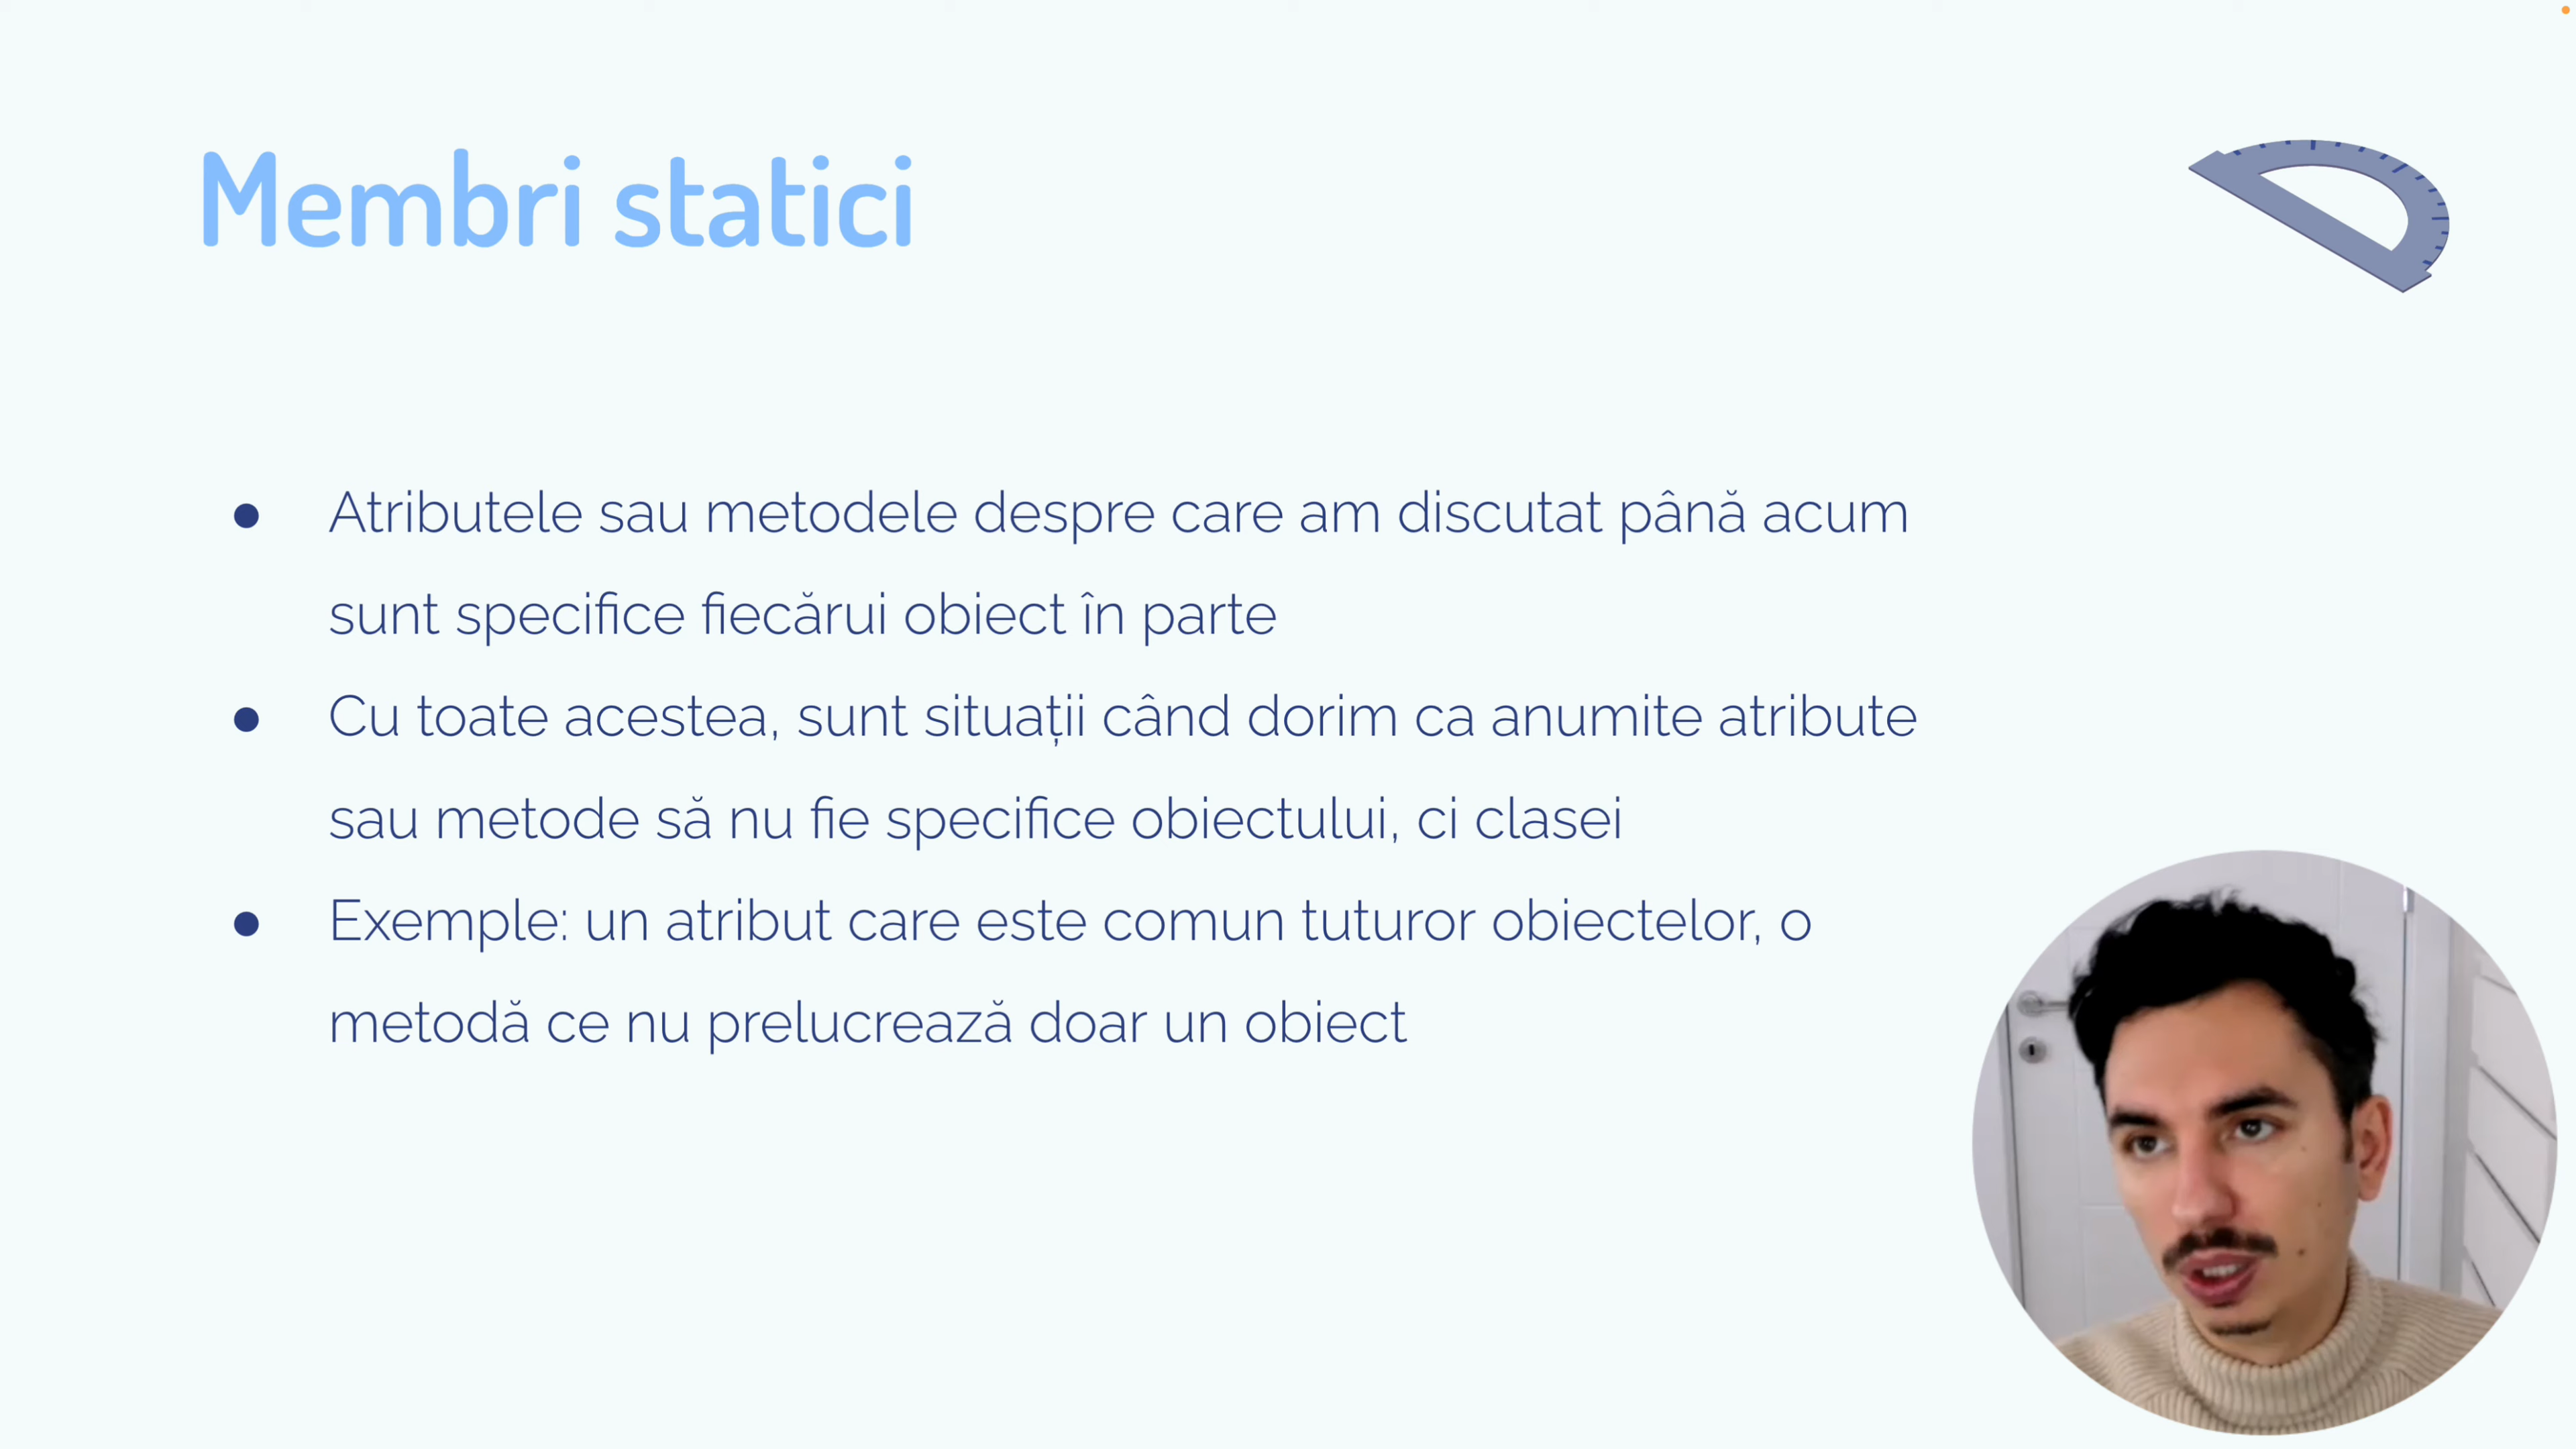 Membri statici
● Atributele sau metodele despre care am discutat până acum
sunt specifice fiecărui obiect în parte
● Cu toate acestea, sunt situații când dorim ca anumite atribute
sau metode să nu fie specifice obiectului, ci clasei
● Exemple: un atribut care este comun tuturor obiectelor, o
metodă ce nu prelucrează doar un obiect